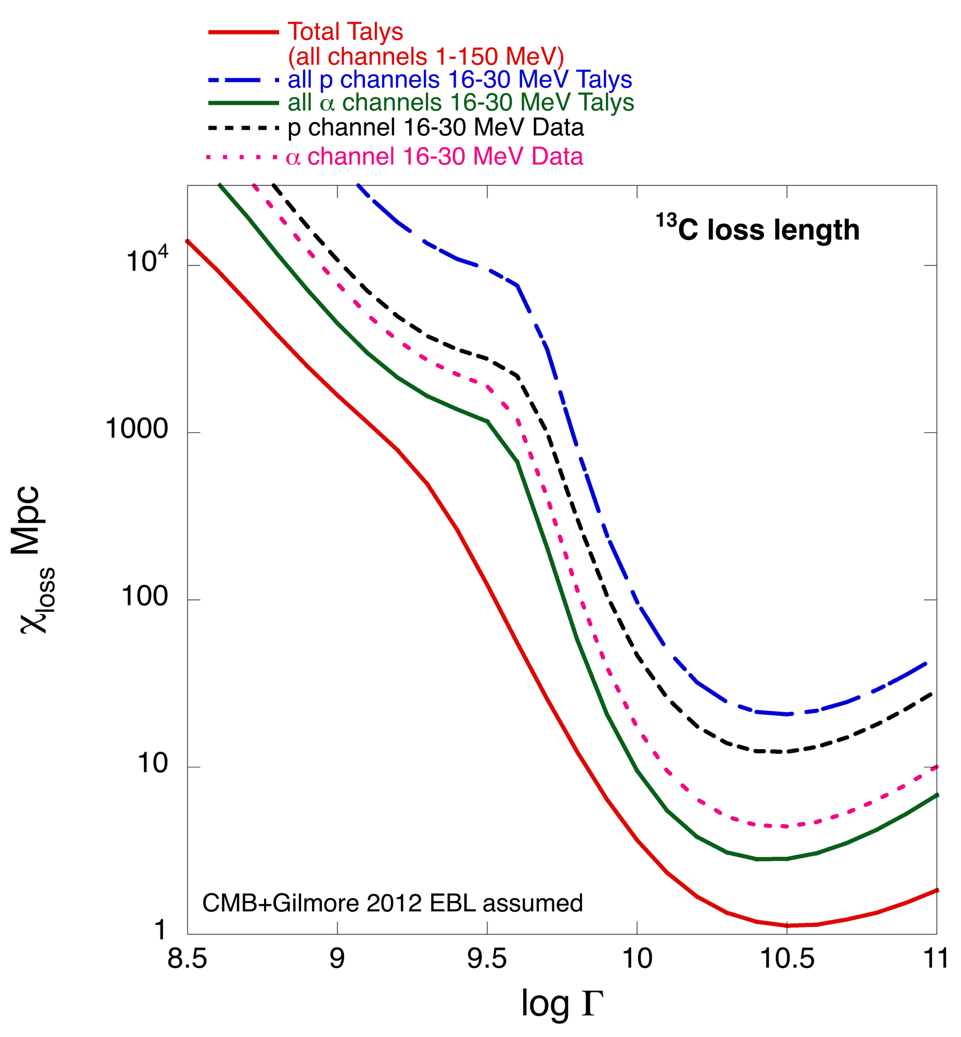 Total Talys
(all channels 1-150 MeV)
all p channels 16-30 MeV Talys
all α channels 16-30 MeV Talys
p channel 16-30 MeV Data
α channel 16-30 MeV Data
¹³C loss length
10⁴
1000
100
10
1
χloss Mpc
CMB+Gilmore 2012 EBL assumed
8.5 9 9.5 10 10.5 11
log Γ